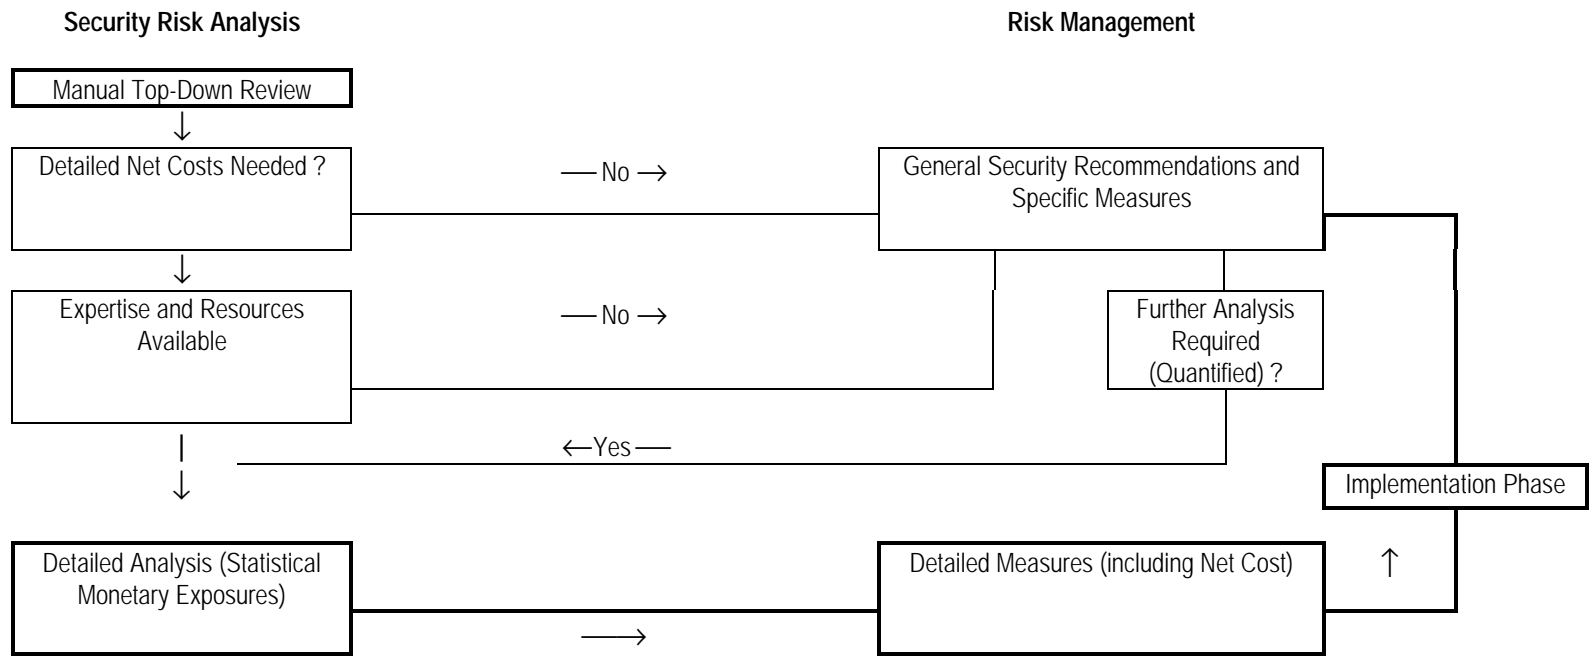 Security Risk Analysis
Risk Management
Manual Top-Down Review
Detailed Net Costs Needed ?
— No →
General Security Recommendations and
Specific Measures
Expertise and Resources
Available
— No →
Further Analysis
Required
(Quantified) ?
←Yes—
Implementation Phase
Detailed Analysis (Statistical
Monetary Exposures)
Detailed Measures (including Net Cost)